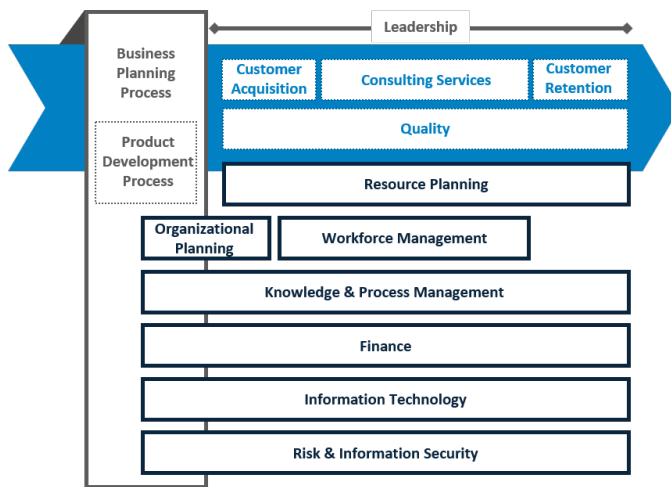 Leadership
Business
Planning
Process
Customer
Acquisition
Consulting Services
Customer
Retention
Quality
Product
Development
Process
Resource Planning
Organizational
Planning
Workforce Management
Knowledge & Process Management
Finance
Information Technology
Risk & Information Security